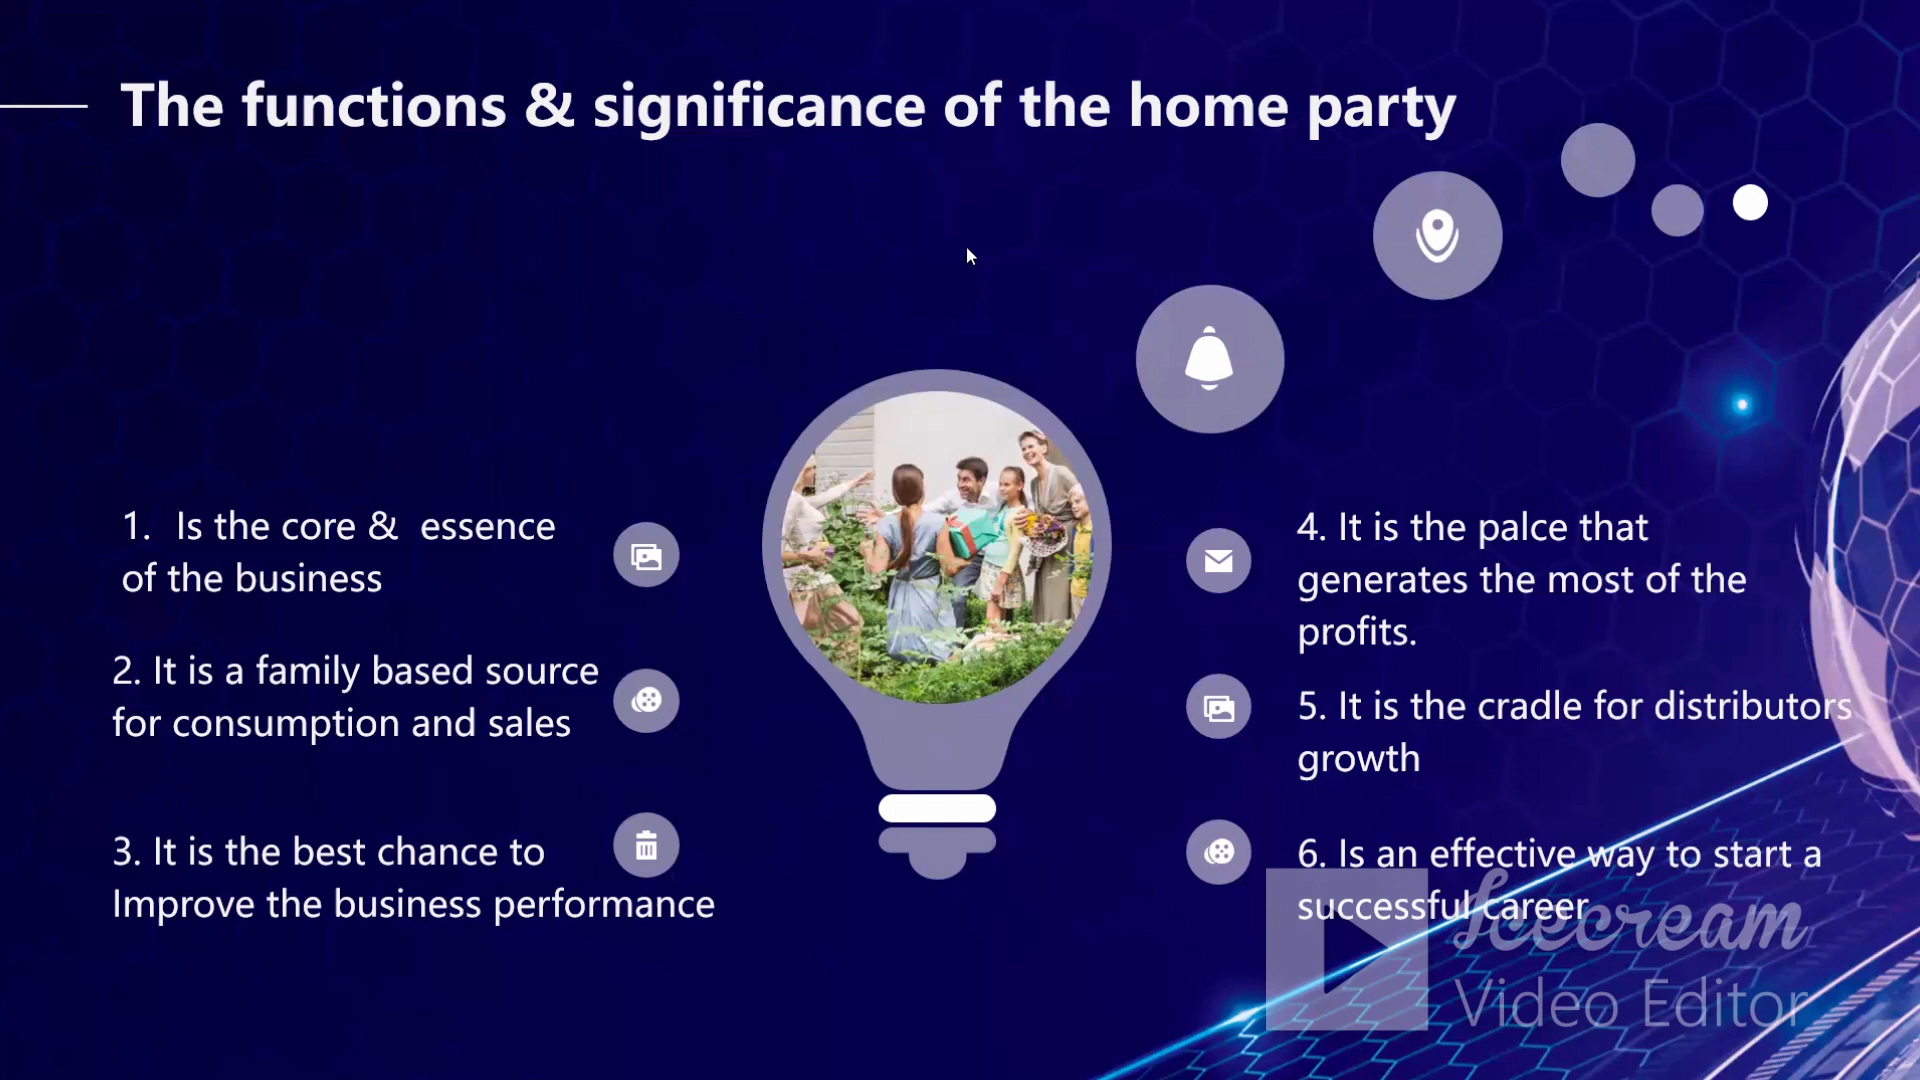 The functions & significance of the home party
1. Is the core & essence
of the business
2. It is a family based source
for consumption and sales
3. It is the best chance to
Improve the business performance
4. It is the palce that
generates the most of the
profits.
5. It is the cradle for distributors
growth
6. Is an effective way to start a
successful career
Icecream
Video Editor